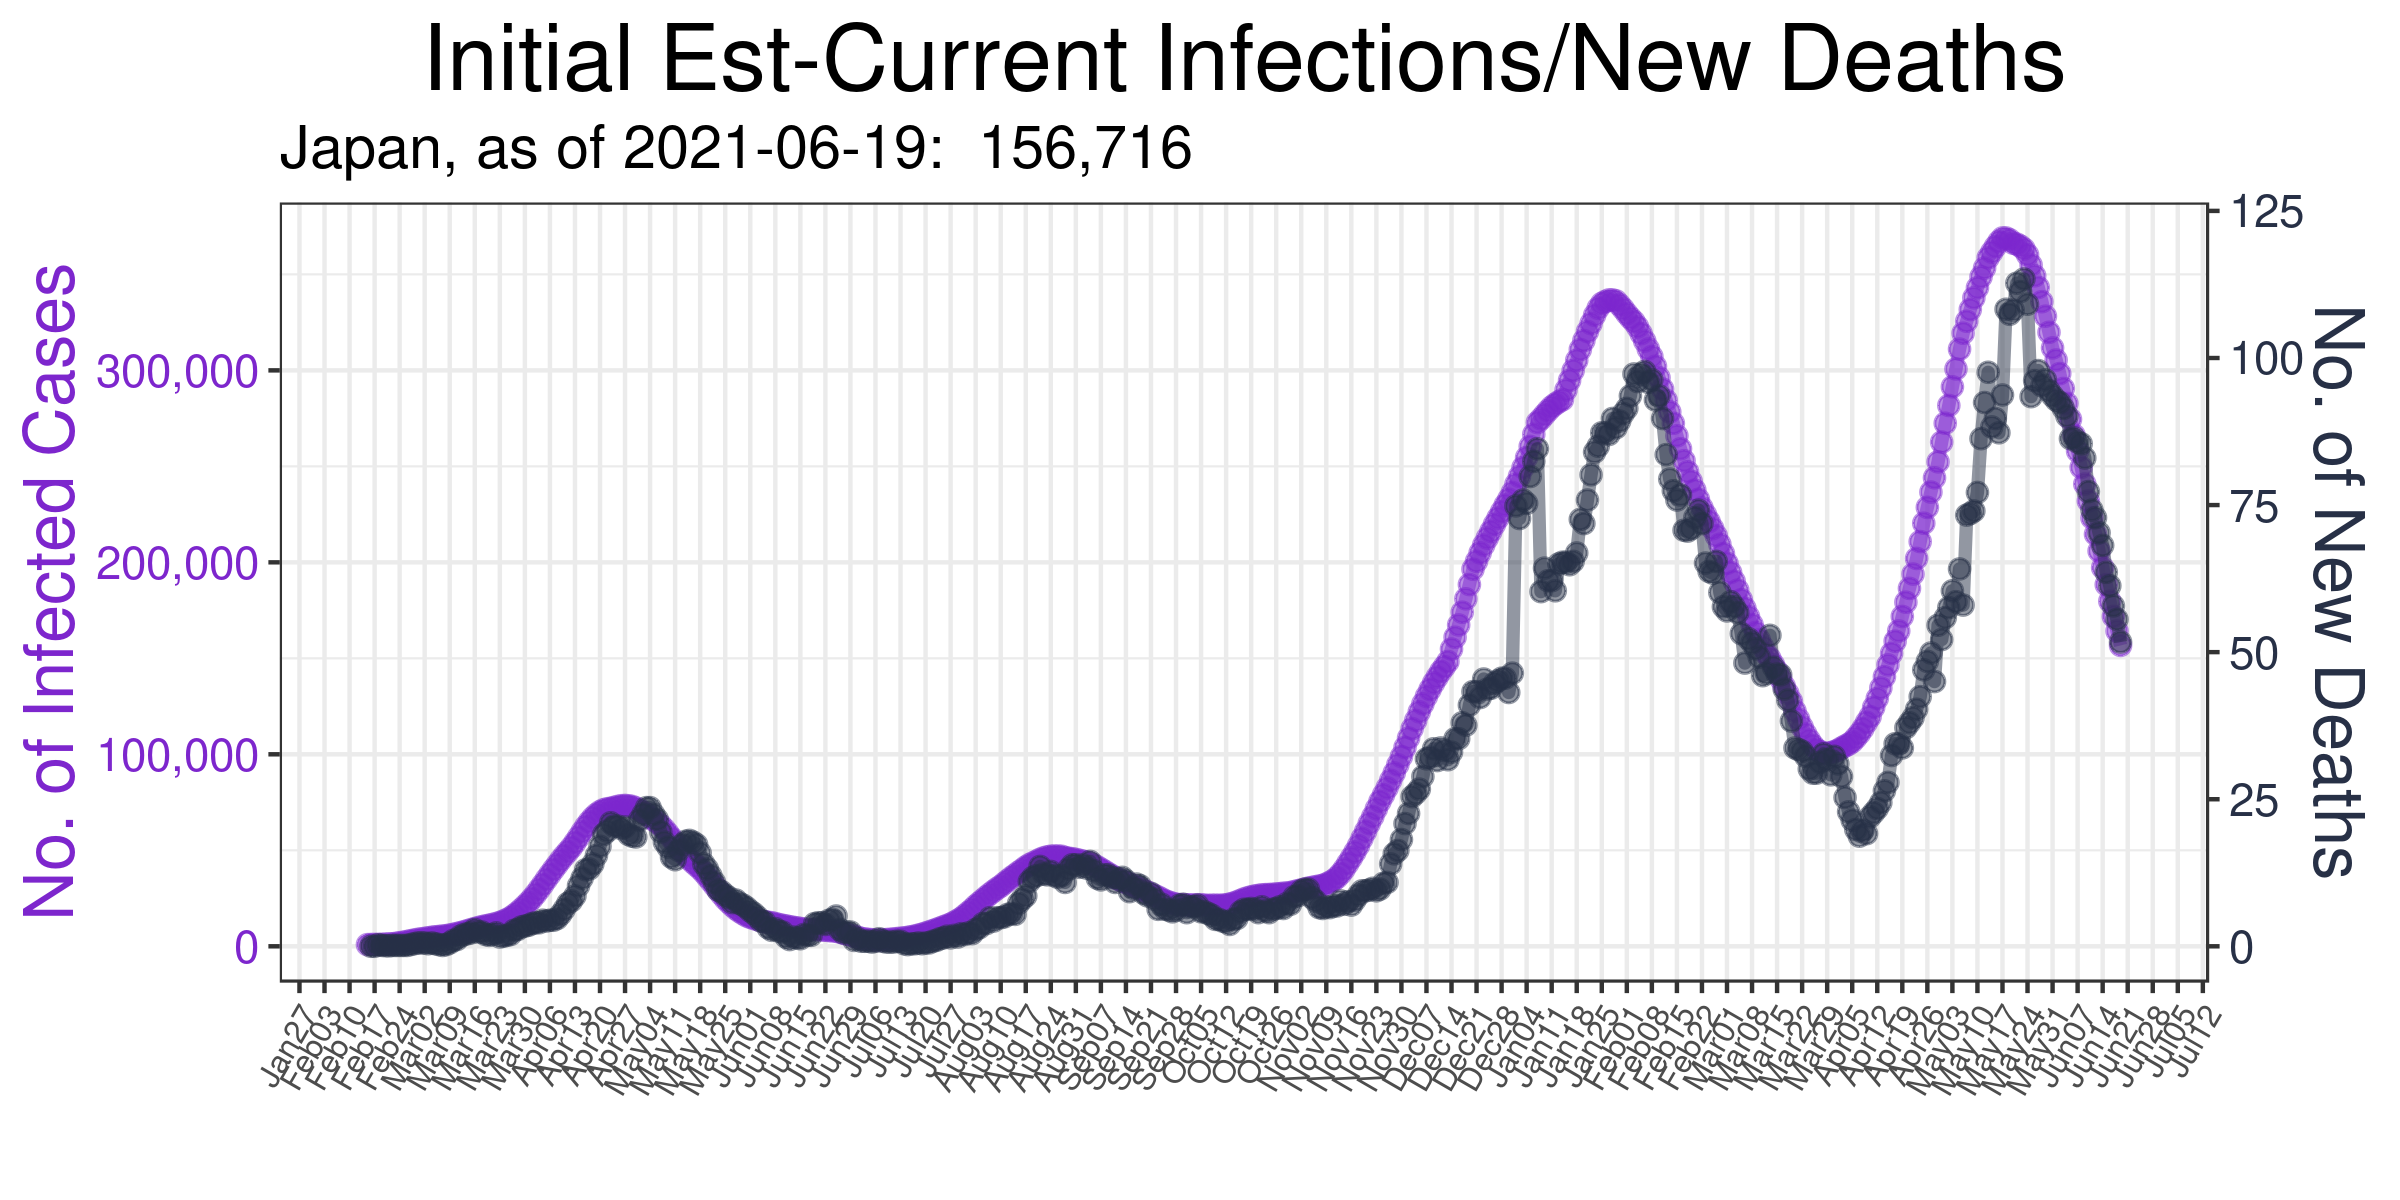 Initial Est-Current Infections/New Deaths
Japan, as of 2021-06-19: 156,716
No. of Infected Cases
300,000
200,000
100,000
0
125
100
75
50
25
0
No. of New Deaths
Jan27
Feb03
Feb10
Feb17
Feb24
Mar02
Mar09
Mar16
Mar23
Mar30
Apr06
Apr13
Apr20
Apr27
May04
May11
May18
May25
Jun01
Jun08
Jun15
Jun22
Jun29
Jul06
Jul13
Jul20
Jul27
Aug03
Aug10
Aug17
Aug24
Aug31
Sep07
Sep14
Sep21
Sep28
Oct05
Oct12
Oct19
Oct26
Nov02
Nov09
Nov16
Nov23
Nov30
Dec07
Dec14
Dec21
Dec28
Jan04
Jan11
Jan18
Jan25
Feb01
Feb08
Feb15
Feb22
Mar01
Mar08
Mar15
Mar22
Mar29
Apr05
Apr12
Apr19
Apr26
May03
May10
May17
May24
May31
Jun07
Jun14
Jun21
Jun28
Jul05
Jul12